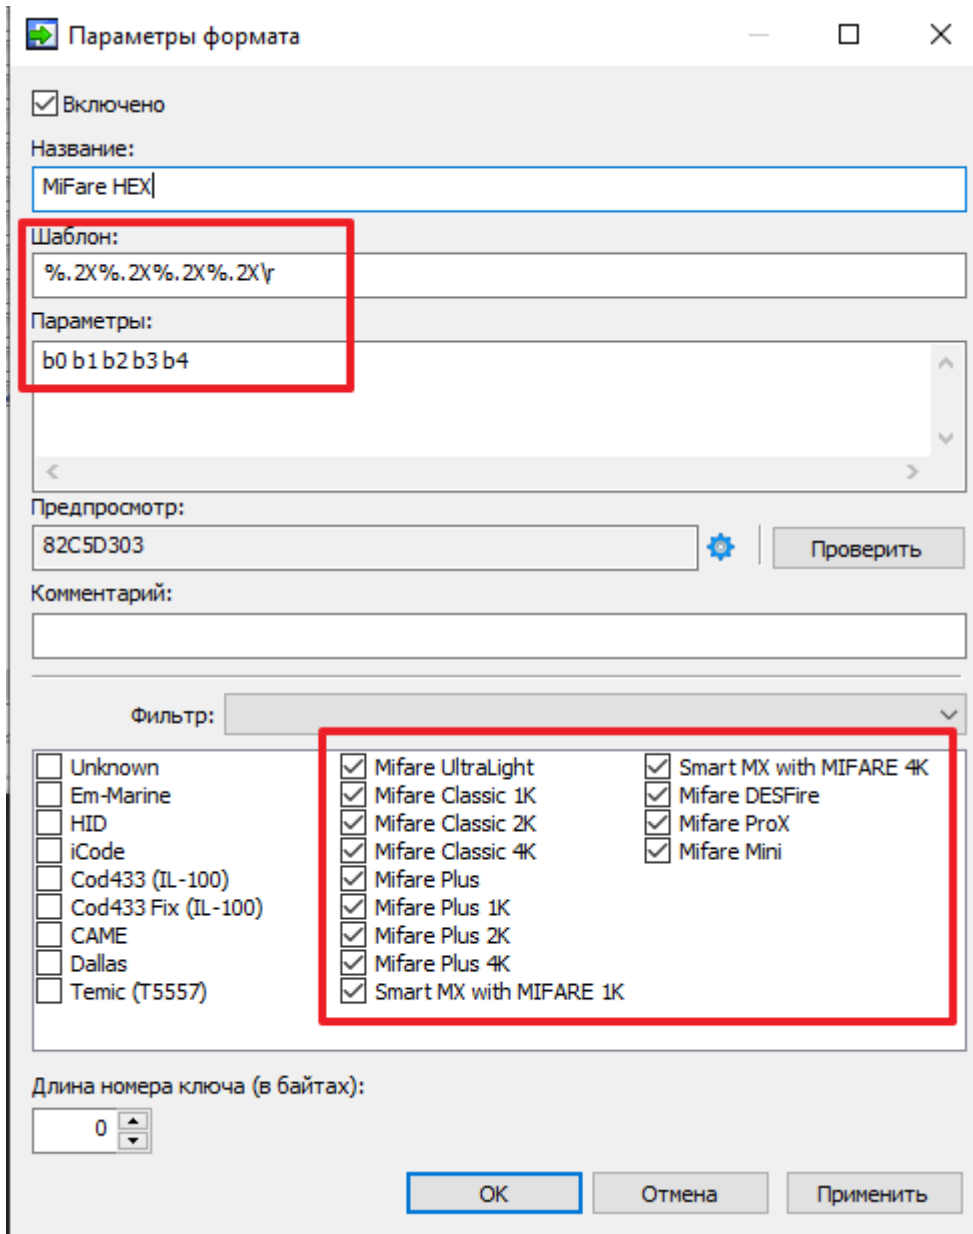 Параметры формата
Включено
Название:
MiFare HEX
Шаблон:
%.2X%.2X%.2X%.2X\r
Параметры:
b0 b1 b2 b3 b4
Предпросмотр:
82C5D303
Проверить
Комментарий:
Фильтр:
Unknown
Em-Marine
HID
iCode
Cod433 (IL-100)
Cod433 Fix (IL-100)
CAME
Dallas
Temic (T5557)
Mifare UltraLight
Mifare Classic 1K
Mifare Classic 2K
Mifare Classic 4K
Mifare Plus
Mifare Plus 1K
Mifare Plus 2K
Mifare Plus 4K
Smart MX with MIFARE 1K
Smart MX with MIFARE 4K
Mifare DESFire
Mifare ProX
Mifare Mini
Длина номера ключа (в байтах):
0
OK
Отмена
Применить